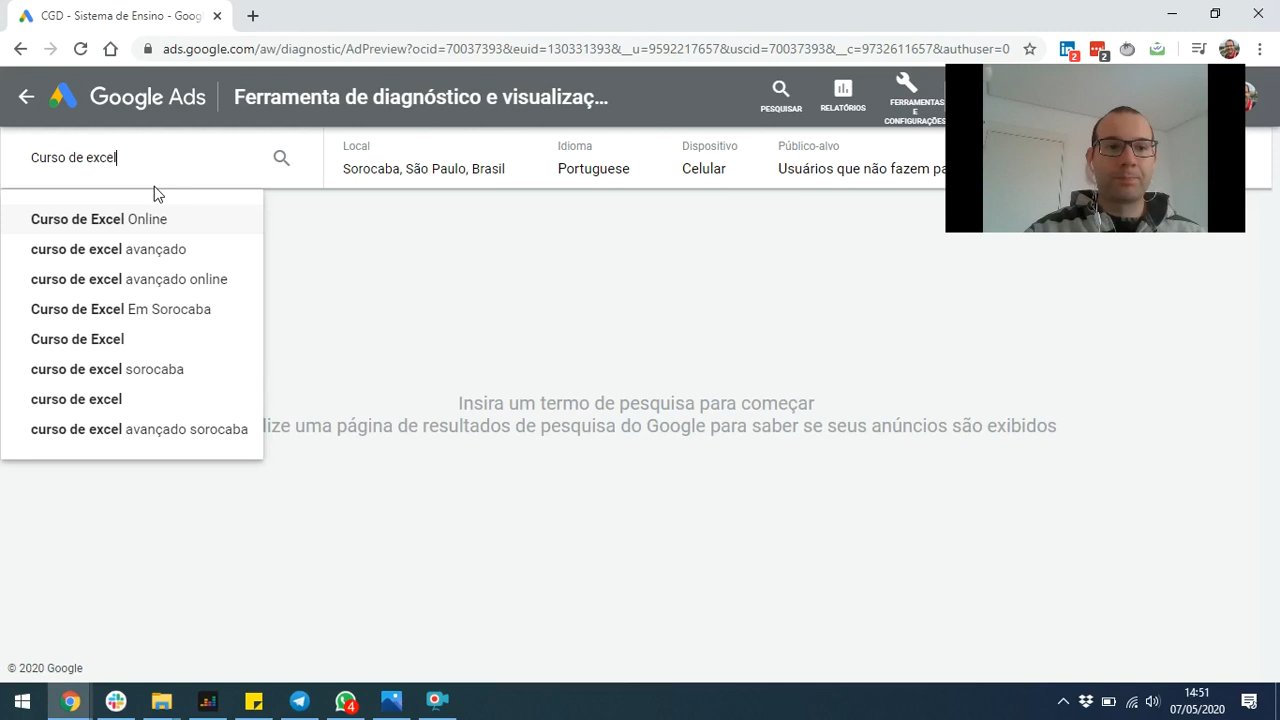 CGD - Sistema de Ensino - Goog
ads.google.com/aw/diagnostic/AdPreview?ocid=70037393&euid=130331393&__u=9592217657&uscid=70037393&__c=9732611657&authuser=0
2
2
Google Ads
Ferramenta de diagnóstico e visualizaç...
PESQUISAR
RELATÓRIOS
FERRAMENTAS
E
CONFIGURAÇÕES
Curso de excel
Local
Sorocaba, São Paulo, Brasil
Idioma
Portuguese
Dispositivo
Celular
Público-alvo
Usuários que não fazem pa
Curso de Excel Online
curso de excel avançado
curso de excel avançado online
Curso de Excel Em Sorocaba
Curso de Excel
curso de excel sorocaba
curso de excel
curso de excel avançado sorocaba
Insira um termo de pesquisa para começar
lize uma página de resultados de pesquisa do Google para saber se seus anúncios são exibidos
© 2020 Google
4
14:51
07/05/2020